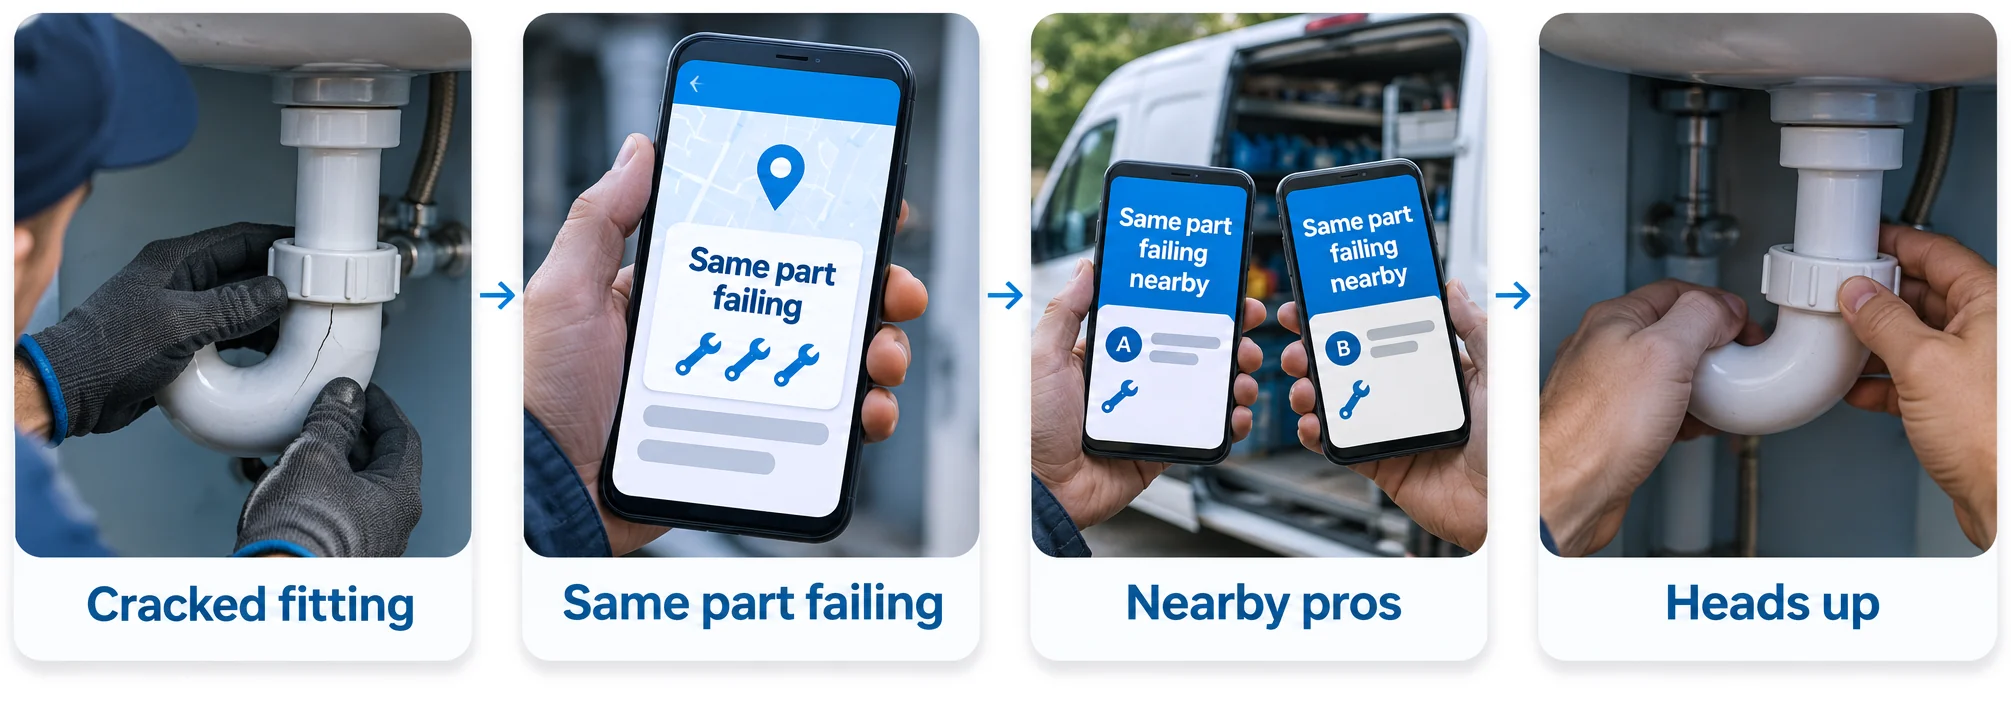 Same part
failing
Same part
failing
nearby
A
Same part
failing
nearby
B
Cracked fitting
Same part failing
Nearby pros
Heads up